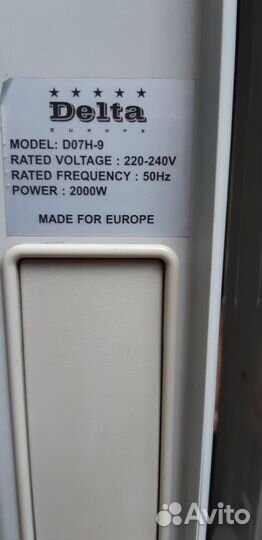 ★ ★ ★ ★ ★
Delta
EUROPE
MODEL: D07H-9
RATED VOLTAGE : 220-240V
RATED FREQUENCY : 50Hz
POWER : 2000W
MADE FOR EUROPE
Avito